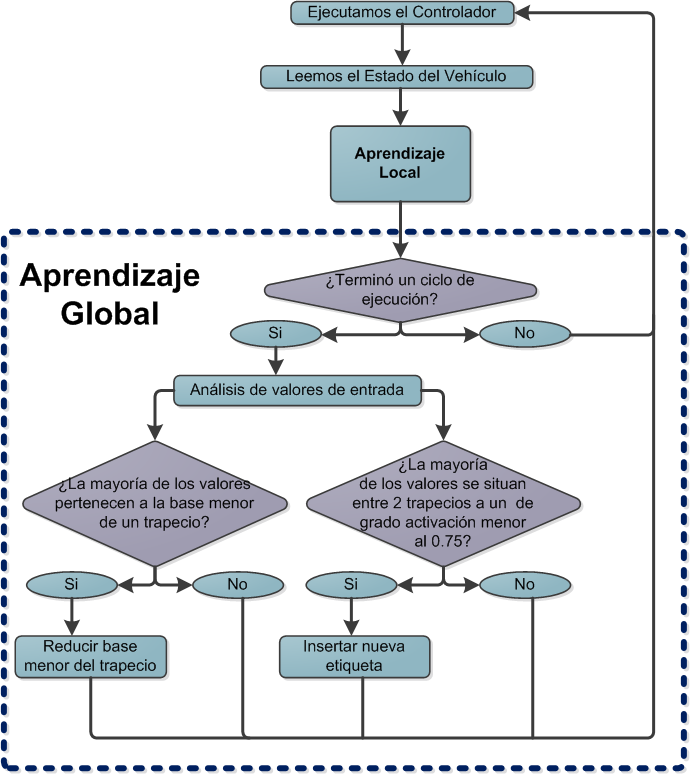 Ejecutamos el Controlador
Leemos el Estado del Vehículo
Aprendizaje
Local
Aprendizaje
Global
¿Terminó un ciclo de
ejecución?
Si
No
Análisis de valores de entrada
¿La mayoría de los valores
pertenecen a la base menor
de un trapecio?
¿La mayoría
de los valores se situan
entre 2 trapecios a un de
grado activación menor
al 0.75?
Si
No
Si
No
Reducir base
menor del trapecio
Insertar nueva
etiqueta